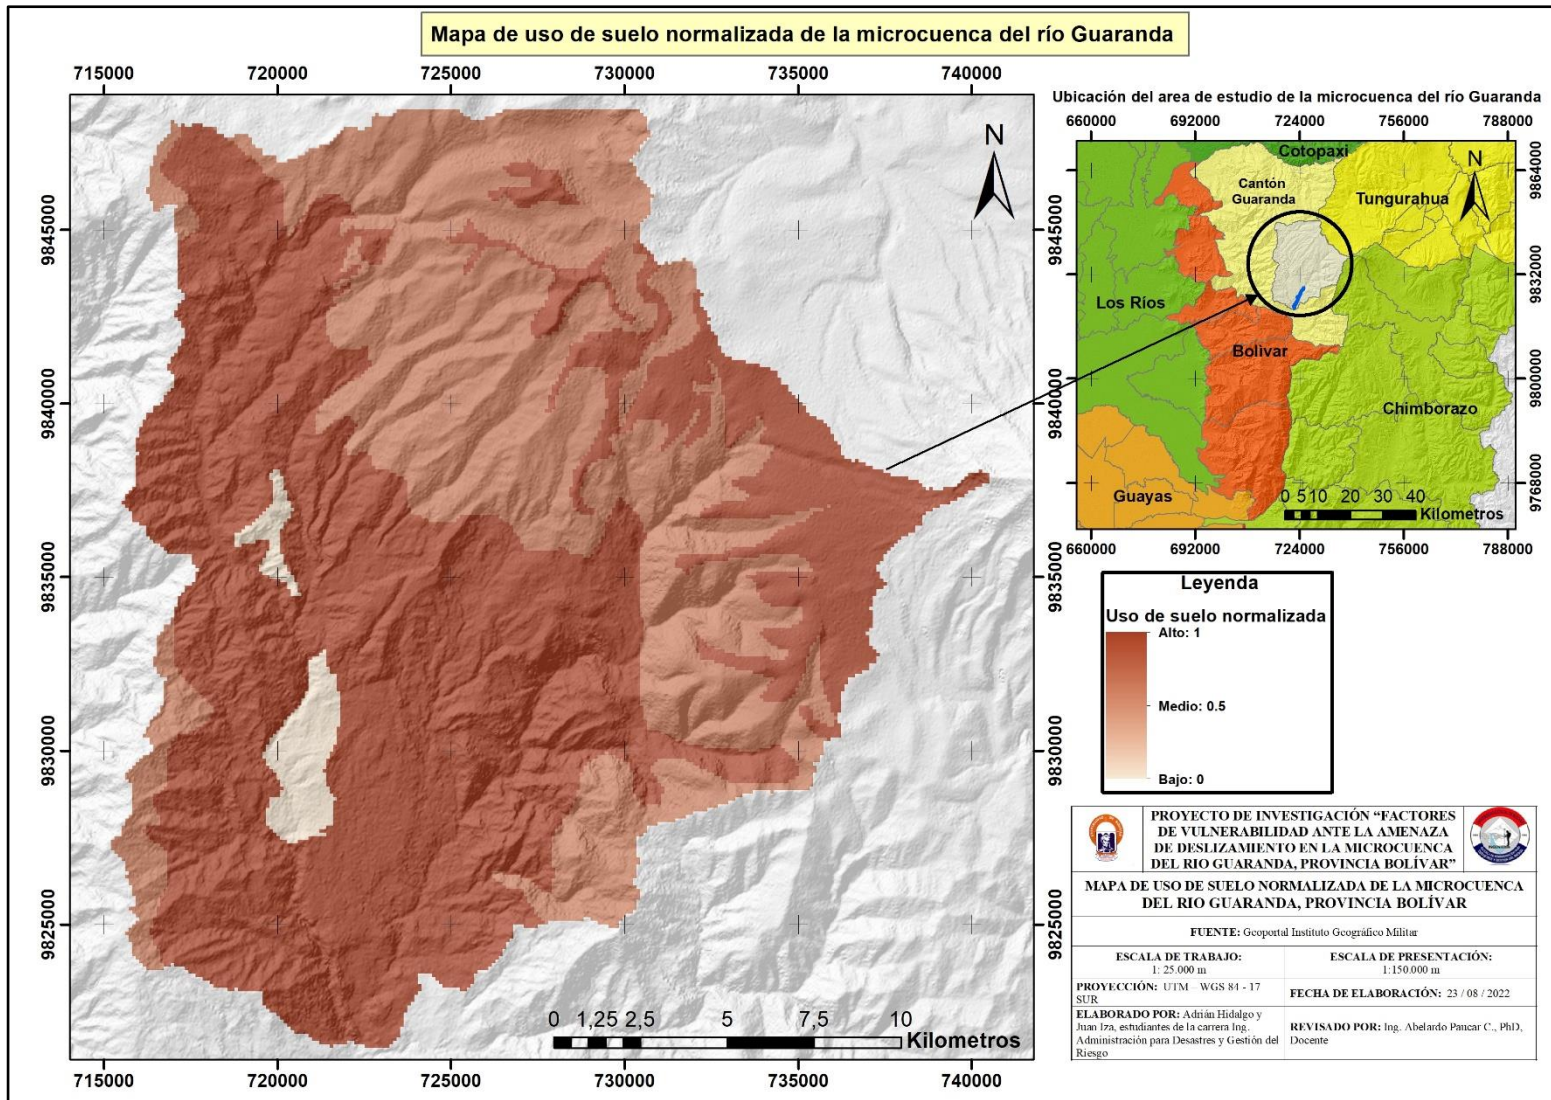 Mapa de uso de suelo normalizada de la microcuenca del río Guaranda
715000 720000 725000 730000 735000 740000
9845000
9840000
9835000
9830000
9825000
N
9845000
9840000
9835000
9830000
9825000
0 1,25 2,5 5 7,5 10
Kilometros
715000 720000 725000 730000 735000 740000
Ubicación del area de estudio de la microcuenca del río Guaranda
660000 692000 724000 756000 788000
Cotopaxi
N
Cantón
Guaranda
Tungurahua
Los Ríos
Bolìvar
Chimborazo
Guayas
0 5 10 20 30 40
Kilometros
9864000
9832000
9800000
9768000
660000 692000 724000 756000 788000
Leyenda
Uso de suelo normalizada
Alto: 1
Medio: 0.5
Bajo: 0
PROYECTO DE INVESTIGACIÓN “FACTORES
DE VULNERABILIDAD ANTE LA AMENAZA
DE DESLIZAMIENTO EN LA MICROCUENCA
DEL RIO GUARANDA, PROVINCIA BOLÍVAR”
MAPA DE USO DE SUELO NORMALIZADA DE LA MICROCUENCA
DEL RIO GUARANDA, PROVINCIA BOLÍVAR
FUENTE: Geoportal Instituto Geográfico Militar
ESCALA DE TRABAJO:
1: 25.000 m
ESCALA DE PRESENTACIÓN:
1:150.000 m
PROYECCIÓN: UTM – WGS 84 - 17
SUR
FECHA DE ELABORACIÓN: 23 / 08 / 2022
ELABORADO POR: Adrián Hidalgo y
Juan Iza, estudiantes de la carrera Ing.
Administración para Desastres y Gestión del
Riesgo
REVISADO POR: Ing. Abelardo Paucar C., PhD,
Docente